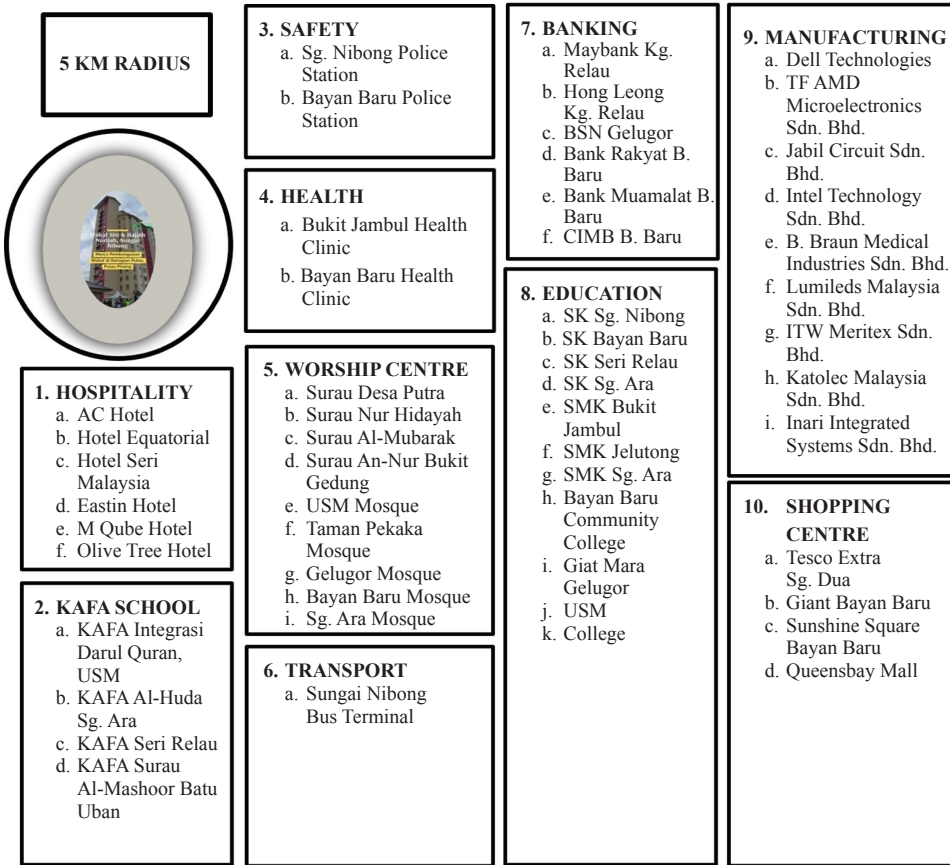 5 KM RADIUS
Wakaf Siti & Hajjah
Norijah, Sungai
Nibong
1. HOSPITALITY
a. AC Hotel
b. Hotel Equatorial
c. Hotel Seri
Malaysia
d. Eastin Hotel
e. M Qube Hotel
f. Olive Tree Hotel
2. KAFA SCHOOL
a. KAFA Integrasi
Darul Quran,
USM
b. KAFA Al-Huda
Sg. Ara
c. KAFA Seri Relau
d. KAFA Surau
Al-Mashoor Batu
Uban
3. SAFETY
a. Sg. Nibong Police
Station
b. Bayan Baru Police
Station
4. HEALTH
a. Bukit Jambul Health
Clinic
b. Bayan Baru Health
Clinic
5. WORSHIP CENTRE
a. Surau Desa Putra
b. Surau Nur Hidayah
c. Surau Al-Mubarak
d. Surau An-Nur Bukit
Gedung
e. USM Mosque
f. Taman Pekaka
Mosque
g. Gelugor Mosque
h. Bayan Baru Mosque
i. Sg. Ara Mosque
6. TRANSPORT
a. Sungai Nibong
Bus Terminal
7. BANKING
a. Maybank Kg.
Relau
b. Hong Leong
Kg. Relau
c. BSN Gelugor
d. Bank Rakyat B.
Baru
e. Bank Muamalat B.
Baru
f. CIMB B. Baru
8. EDUCATION
a. SK Sg. Nibong
b. SK Bayan Baru
c. SK Seri Relau
d. SK Sg. Ara
e. SMK Bukit
Jambul
f. SMK Jelutong
g. SMK Sg. Ara
h. Bayan Baru
Community
College
i. Giat Mara
Gelugor
j. USM
k. College
9. MANUFACTURING
a. Dell Technologies
b. TF AMD
Microelectronics
Sdn. Bhd.
c. Jabil Circuit Sdn.
Bhd.
d. Intel Technology
Sdn. Bhd.
e. B. Braun Medical
Industries Sdn. Bhd.
f. Lumileds Malaysia
Sdn. Bhd.
g. ITW Meritex Sdn.
Bhd.
h. Katolec Malaysia
Sdn. Bhd.
i. Inari Integrated
Systems Sdn. Bhd.
10. SHOPPING
CENTRE
a. Tesco Extra
Sg. Dua
b. Giant Bayan Baru
c. Sunshine Square
Bayan Baru
d. Queensbay Mall